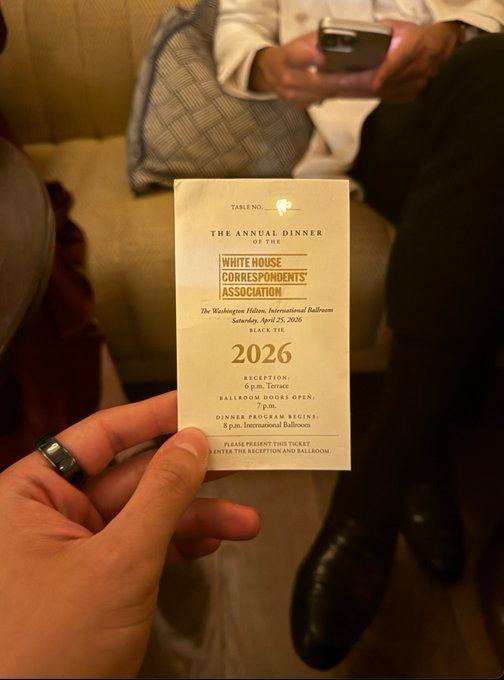 TABLE NO.
THE ANNUAL DINNER
OF THE
WHITE HOUSE
CORRESPONDENTS'
ASSOCIATION
The Washington Hilton, International Ballroom
Saturday, April 25, 2026
BLACK TIE
2026
RECEPTION:
6 p.m. Terrace
BALLROOM DOORS OPEN:
7 p.m.
DINNER PROGRAM BEGINS:
8 p.m. International Ballroom
PLEASE PRESENT THIS TICKET
ENTER THE RECEPTION AND BALLROOM.